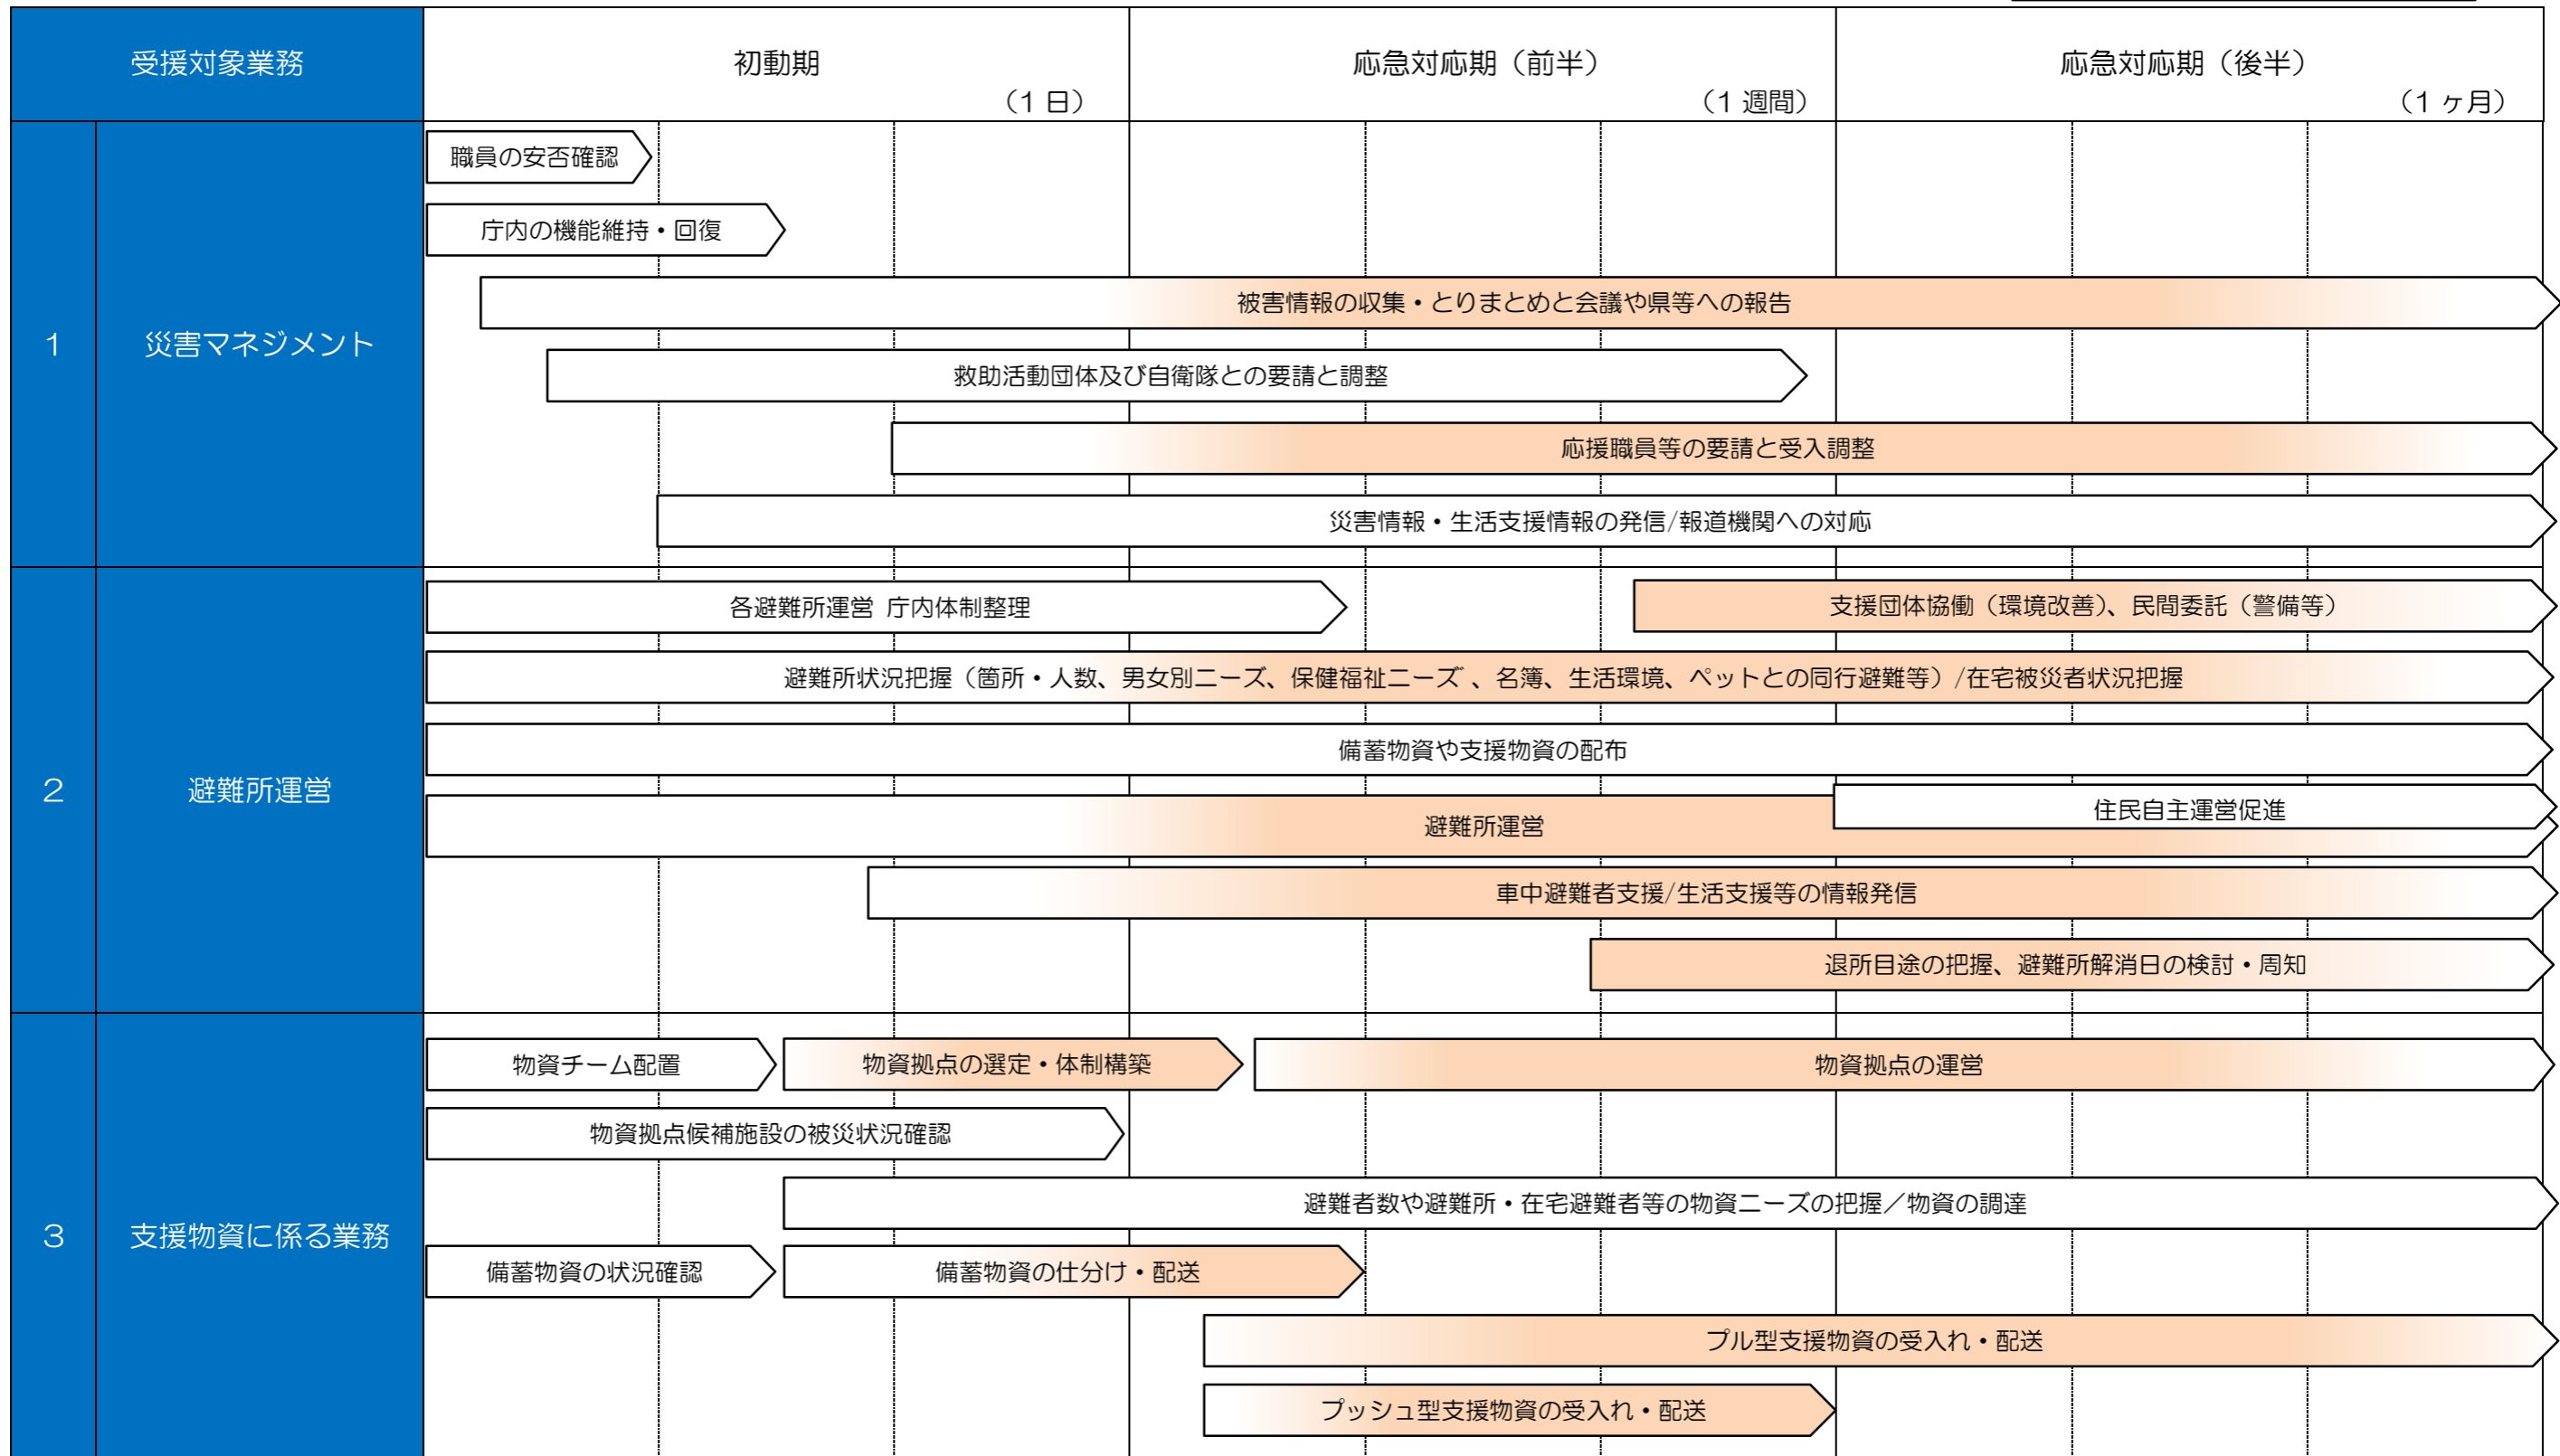 受援対象業務
初動期
(1 日)
応急対応期（前半）
(1 週間)
応急対応期（後半）
(1 ヶ月)
1
災害マネジメント
職員の安否確認
庁内の機能維持・回復
被害情報の収集・とりまとめと会議や県等への報告
救助活動団体及び自衛隊との要請と調整
応援職員等の要請と受入調整
災害情報・生活支援情報の発信/報道機関への対応
2
避難所運営
各避難所運営 庁内体制整理
支援団体協働（環境改善）、民間委託（警備等）
避難所状況把握（箇所・人数、男女別ニーズ、保健福祉ニーズ 、名簿、生活環境、ペットとの同行避難等）/在宅被災者状況把握
備蓄物資や支援物資の配布
住民自主運営促進
避難所運営
車中避難者支援/生活支援等の情報発信
退所目途の把握、避難所解消日の検討・周知
3
支援物資に係る業務
物資チーム配置
物資拠点の選定・体制構築
物資拠点の運営
物資拠点候補施設の被災状況確認
避難者数や避難所・在宅避難者等の物資ニーズの把握／物資の調達
備蓄物資の状況確認
備蓄物資の仕分け・配送
プル型支援物資の受入れ・配送
プッシュ型支援物資の受入れ・配送